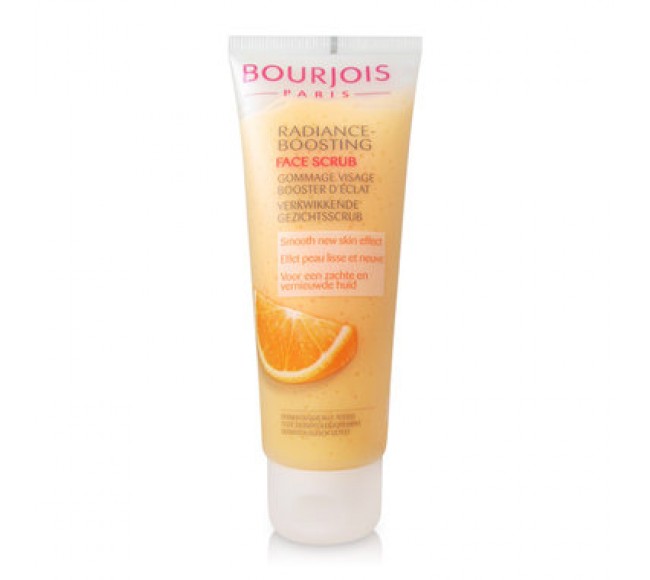 BOURJOIS
PARIS
RADIANCE-
BOOSTING
FACE SCRUB
GOMMAGE VISAGE
BOOSTER D'ÉCLAT
VERKWIKKENDE
GEZICHTSSCRUB
Smooth new skin effect
Effet peau lisse et neuve
Voor een zachte en
vernieuwde huid